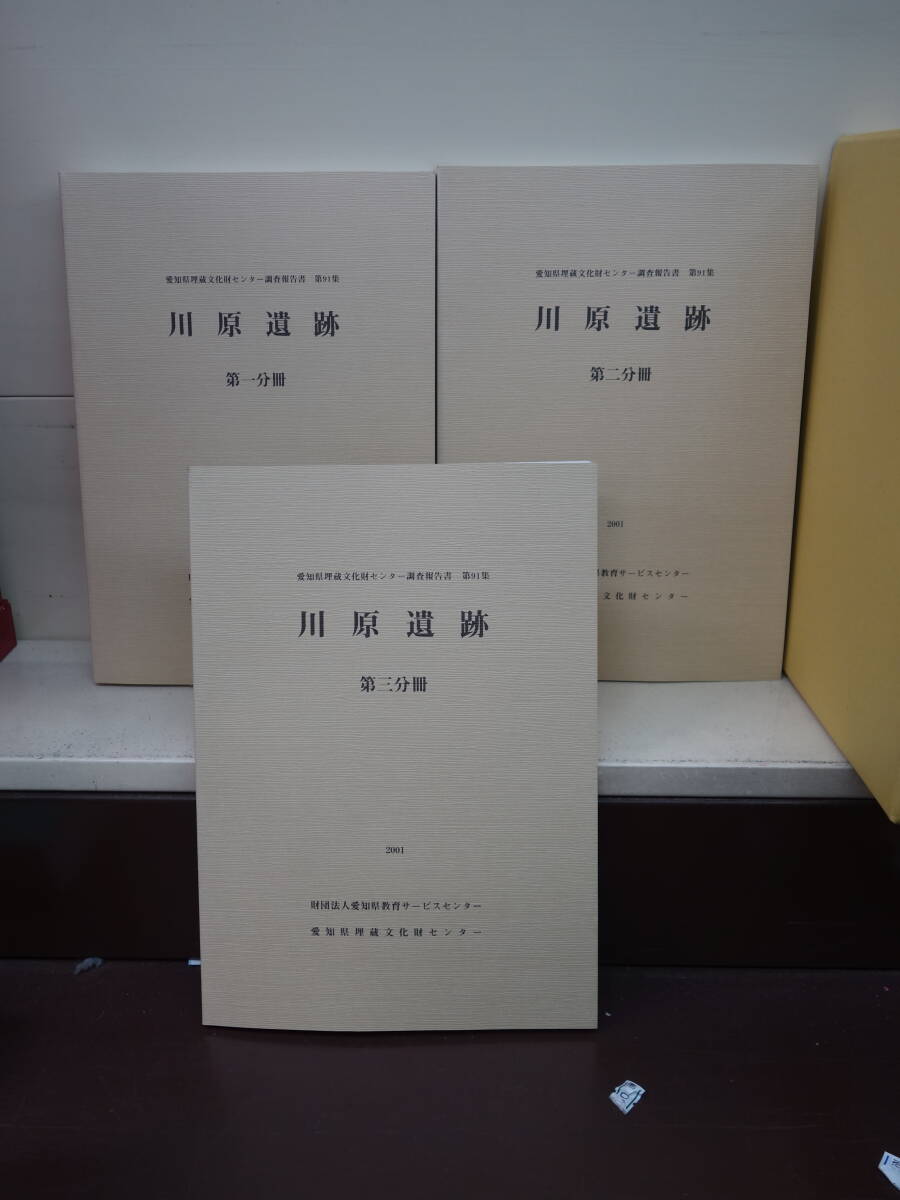 愛知県埋蔵文化財センター調査報告書 第91集
川原遺跡
第一分冊
愛知県埋蔵文化財センター調査報告書 第91集
川原遺跡
第二分冊
2001
教育サービスセンター
文化財センター
愛知県埋蔵文化財センター調査報告書 第91集
川原遺跡
第三分冊
2001
財団法人愛知県教育サービスセンター
愛知県埋蔵文化財センター